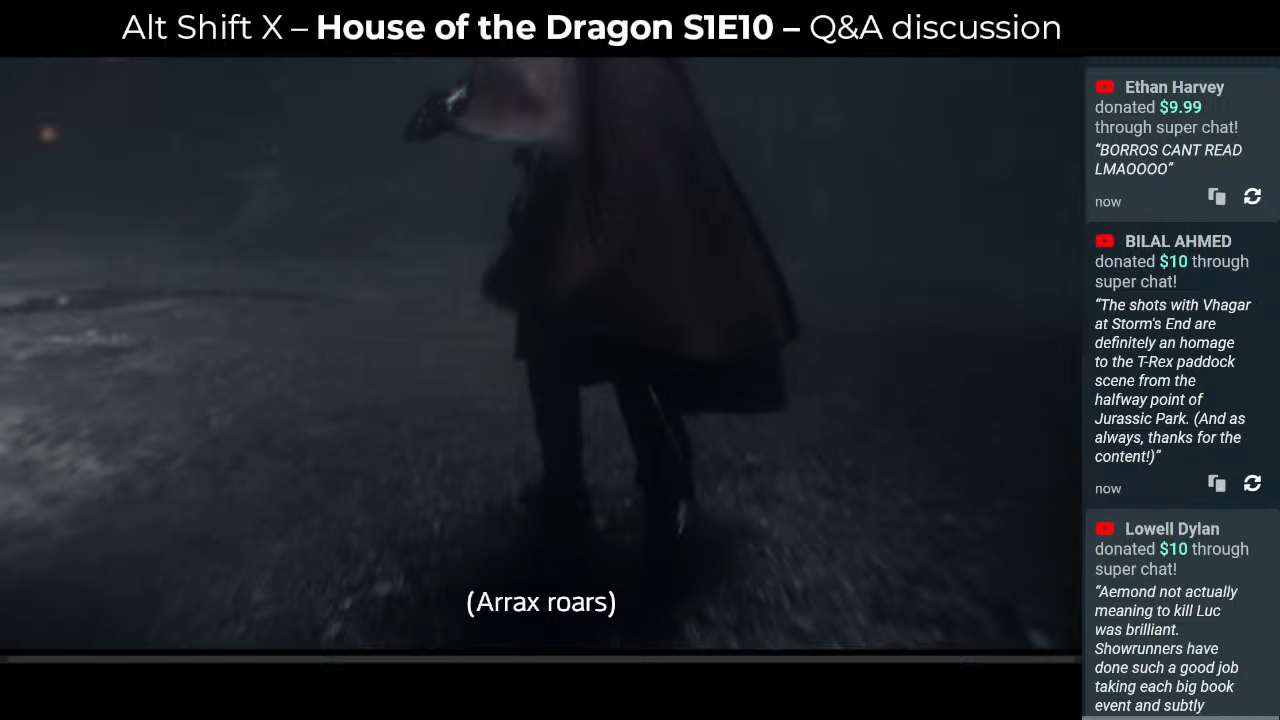 Alt Shift X – House of the Dragon S1E10 – Q&A discussion
Ethan Harvey
donated $9.99
through super chat!
“BORROS CANT READ
LMAOOOO”
now
BILAL AHMED
donated $10 through
super chat!
“The shots with Vhagar
at Storm's End are
definitely an homage
to the T-Rex paddock
scene from the
halfway point of
Jurassic Park. (And as
always, thanks for the
content!)”
now
Lowell Dylan
donated $10 through
super chat!
“Aemond not actually
meaning to kill Luc
was brilliant.
Showrunners have
done such a good job
taking each big book
event and subtly
(Arrax roars)